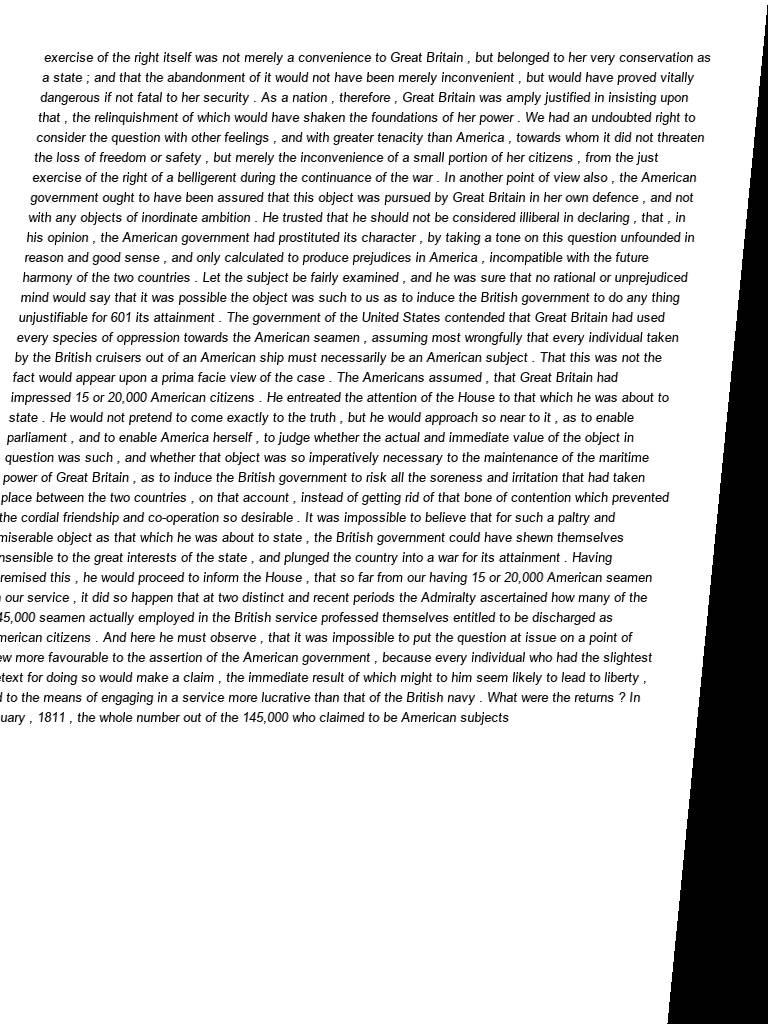 exercise of the right itself was not merely a convenience to Great Britain , but belonged to her very conservation as
a state ; and that the abandonment of it would not have been merely inconvenient , but would have proved vitally
dangerous if not fatal to her security . As a nation , therefore , Great Britain was amply justified in insisting upon
that , the relinquishment of which would have shaken the foundations of her power . We had an undoubted right to
consider the question with other feelings , and with greater tenacity than America , towards whom it did not threaten
the loss of freedom or safety , but merely the inconvenience of a small portion of her citizens , from the just
exercise of the right of a belligerent during the continuance of the war . In another point of view also , the American
government ought to have been assured that this object was pursued by Great Britain in her own defence , and not
with any objects of inordinate ambition . He trusted that he should not be considered illiberal in declaring , that , in
his opinion , the American government had prostituted its character , by taking a tone on this question unfounded in
reason and good sense , and only calculated to produce prejudices in America , incompatible with the future
harmony of the two countries . Let the subject be fairly examined , and he was sure that no rational or unprejudiced
mind would say that it was possible the object was such to us as to induce the British government to do any thing
unjustifiable for 601 its attainment . The government of the United States contended that Great Britain had used
every species of oppression towards the American seamen , assuming most wrongfully that every individual taken
by the British cruisers out of an American ship must necessarily be an American subject . That this was not the
fact would appear upon a prima facie view of the case . The Americans assumed , that Great Britain had
impressed 15 or 20,000 American citizens . He entreated the attention of the House to that which he was about to
state . He would not pretend to come exactly to the truth , but he would approach so near to it , as to enable
parliament , and to enable America herself , to judge whether the actual and immediate value of the object in
question was such , and whether that object was so imperatively necessary to the maintenance of the maritime
power of Great Britain , as to induce the British government to risk all the soreness and irritation that had taken
place between the two countries , on that account , instead of getting rid of that bone of contention which prevented
the cordial friendship and co-operation so desirable . It was impossible to believe that for such a paltry and
miserable object as that which he was about to state , the British government could have shewn themselves
nsensible to the great interests of the state , and plunged the country into a war for its attainment . Having
remised this , he would proceed to inform the House , that so far from our having 15 or 20,000 American seamen
our service , it did so happen that at two distinct and recent periods the Admiralty ascertained how many of the
45,000 seamen actually employed in the British service professed themselves entitled to be discharged as
merican citizens . And here he must observe , that it was impossible to put the question at issue on a point of
ew more favourable to the assertion of the American government , because every individual who had the slightest
text for doing so would make a claim , the immediate result of which might to him seem likely to lead to liberty ,
to the means of engaging in a service more lucrative than that of the British navy . What were the returns ? In
uary , 1811 , the whole number out of the 145,000 who claimed to be American subjects